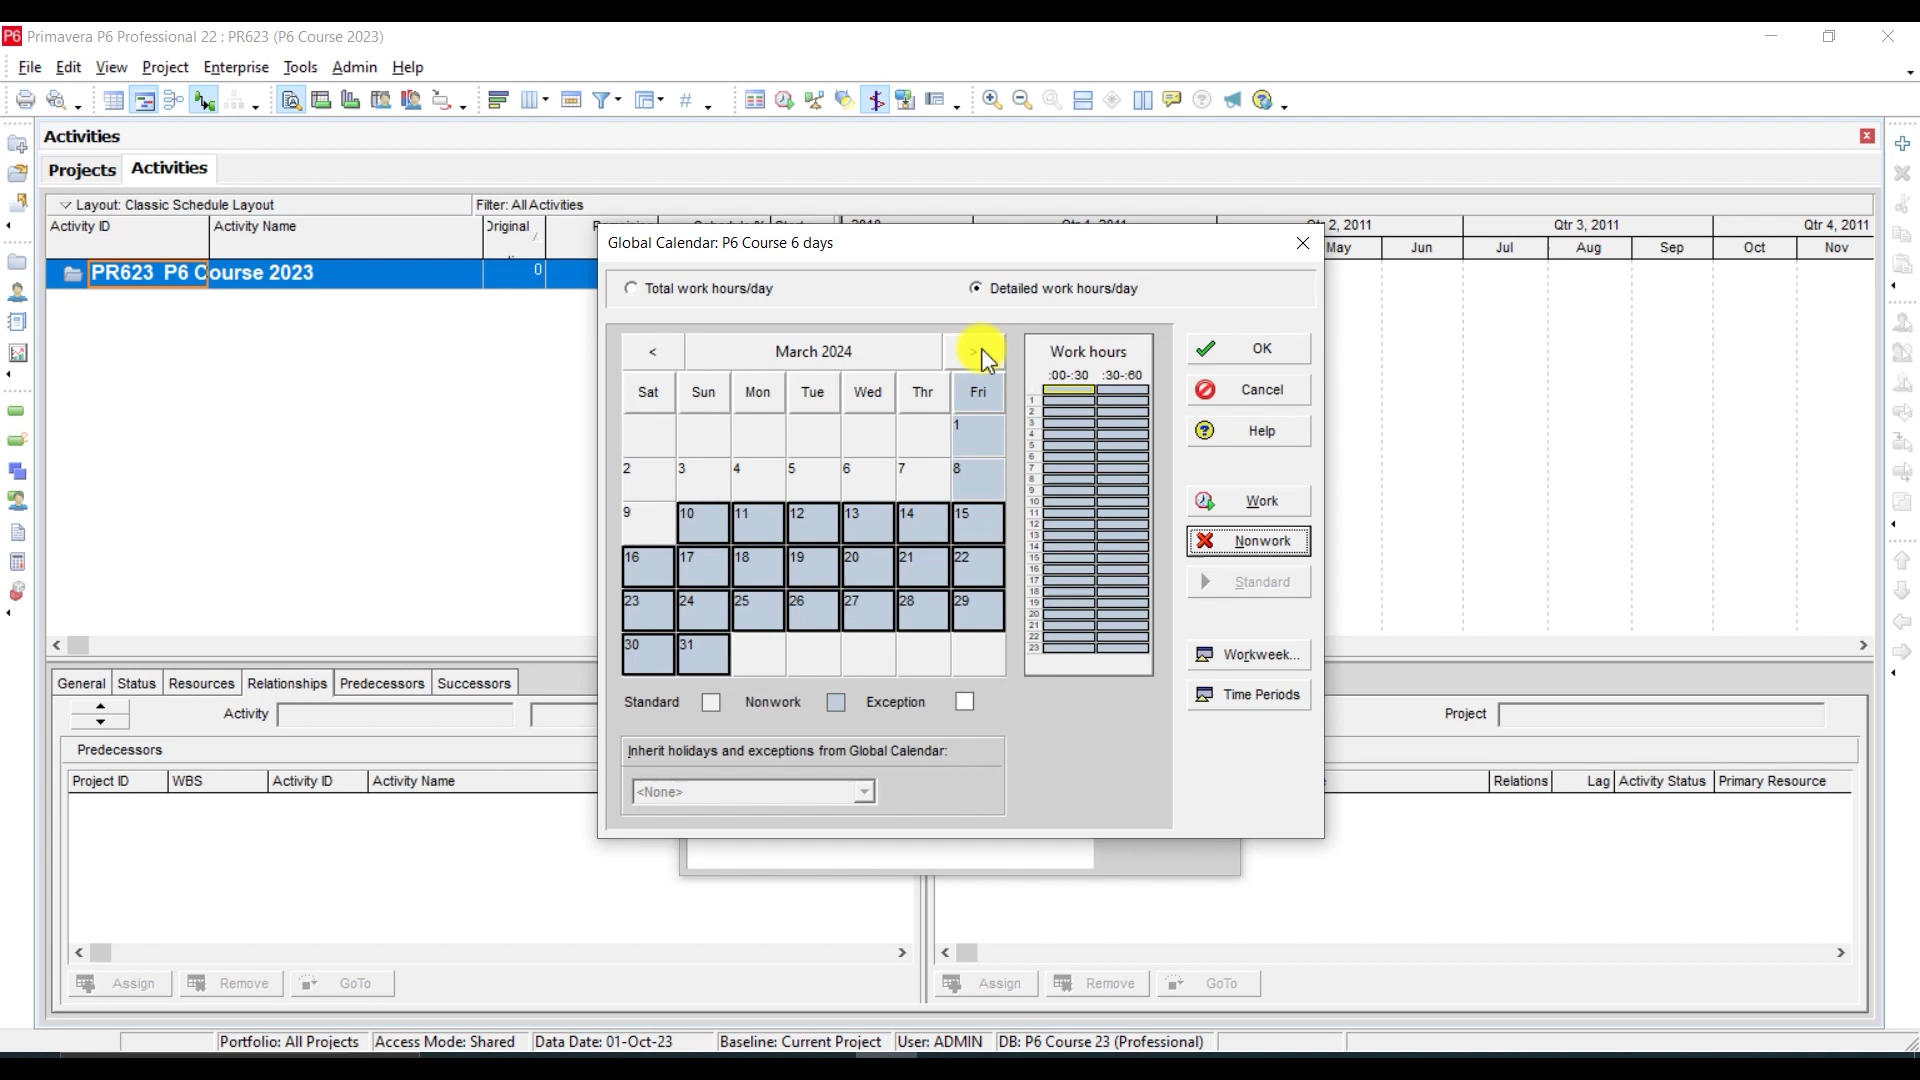 P6 Primavera P6 Professional 22 : PR623 (P6 Course 2023)
File Edit View Project Enterprise Tools Admin Help
Activities
Projects Activities
Layout: Classic Schedule Layout Filter: All Activities
Activity ID Activity Name Original 2, 2011 Qtr 3, 2011 Qtr 4, 2011
May Jun Jul Aug Sep Oct Nov
PR623 P6 Course 2023 0
Global Calendar: P6 Course 6 days
Total work hours/day Detailed work hours/day
< March 2024 >
Sat Sun Mon Tue Wed Thr Fri
1
2 3 4 5 6 7 8
9 10 11 12 13 14 15
16 17 18 19 20 21 22
23 24 25 26 27 28 29
30 31
Work hours
:00-:30 :30-:60
1
2
3
4
5
6
7
8
9
10
11
12
13
14
15
16
17
18
19
20
21
22
23
Standard Nonwork Exception
Inherit holidays and exceptions from Global Calendar:
<None>
OK
Cancel
Help
Work
Nonwork
Standard
Workweek...
Time Periods
General Status Resources Relationships Predecessors Successors
Activity Project
Predecessors
Project ID WBS Activity ID Activity Name Relations Lag Activity Status Primary Resource
Assign Remove GoTo Assign Remove GoTo
Portfolio: All Projects Access Mode: Shared Data Date: 01-Oct-23 Baseline: Current Project User: ADMIN DB: P6 Course 23 (Professional)